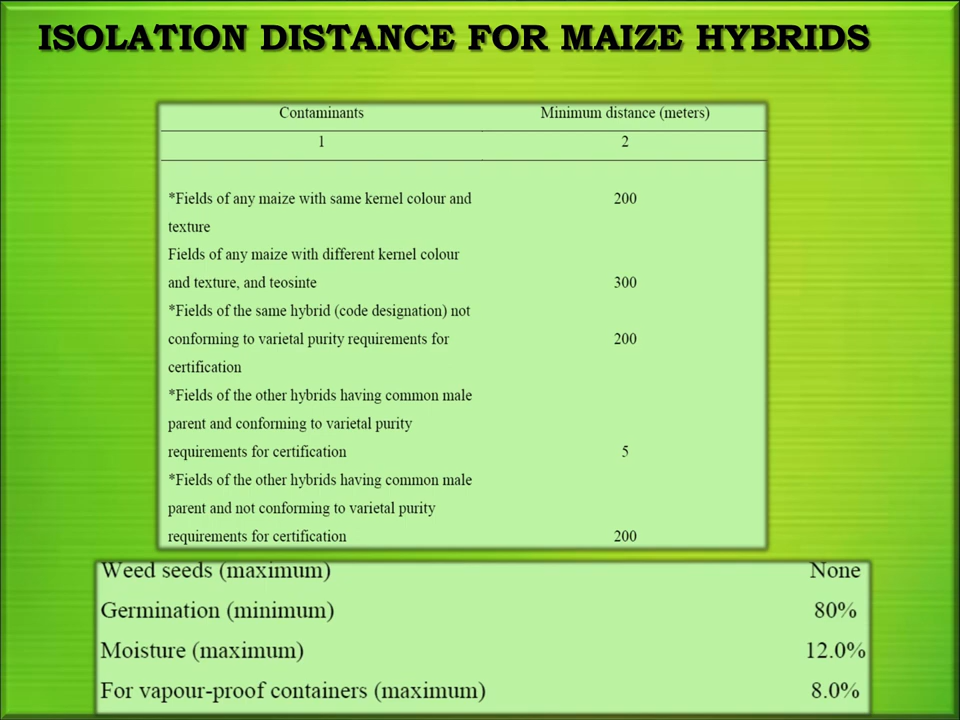 ISOLATION DISTANCE FOR MAIZE HYBRIDS
Contaminants Minimum distance (meters)
1 2
*Fields of any maize with same kernel colour and 200
texture
Fields of any maize with different kernel colour
and texture, and teosinte 300
*Fields of the same hybrid (code designation) not
conforming to varietal purity requirements for 200
certification
*Fields of the other hybrids having common male
parent and conforming to varietal purity
requirements for certification 5
*Fields of the other hybrids having common male
parent and not conforming to varietal purity
requirements for certification 200
Weed seeds (maximum) None
Germination (minimum) 80%
Moisture (maximum) 12.0%
For vapour-proof containers (maximum) 8.0%